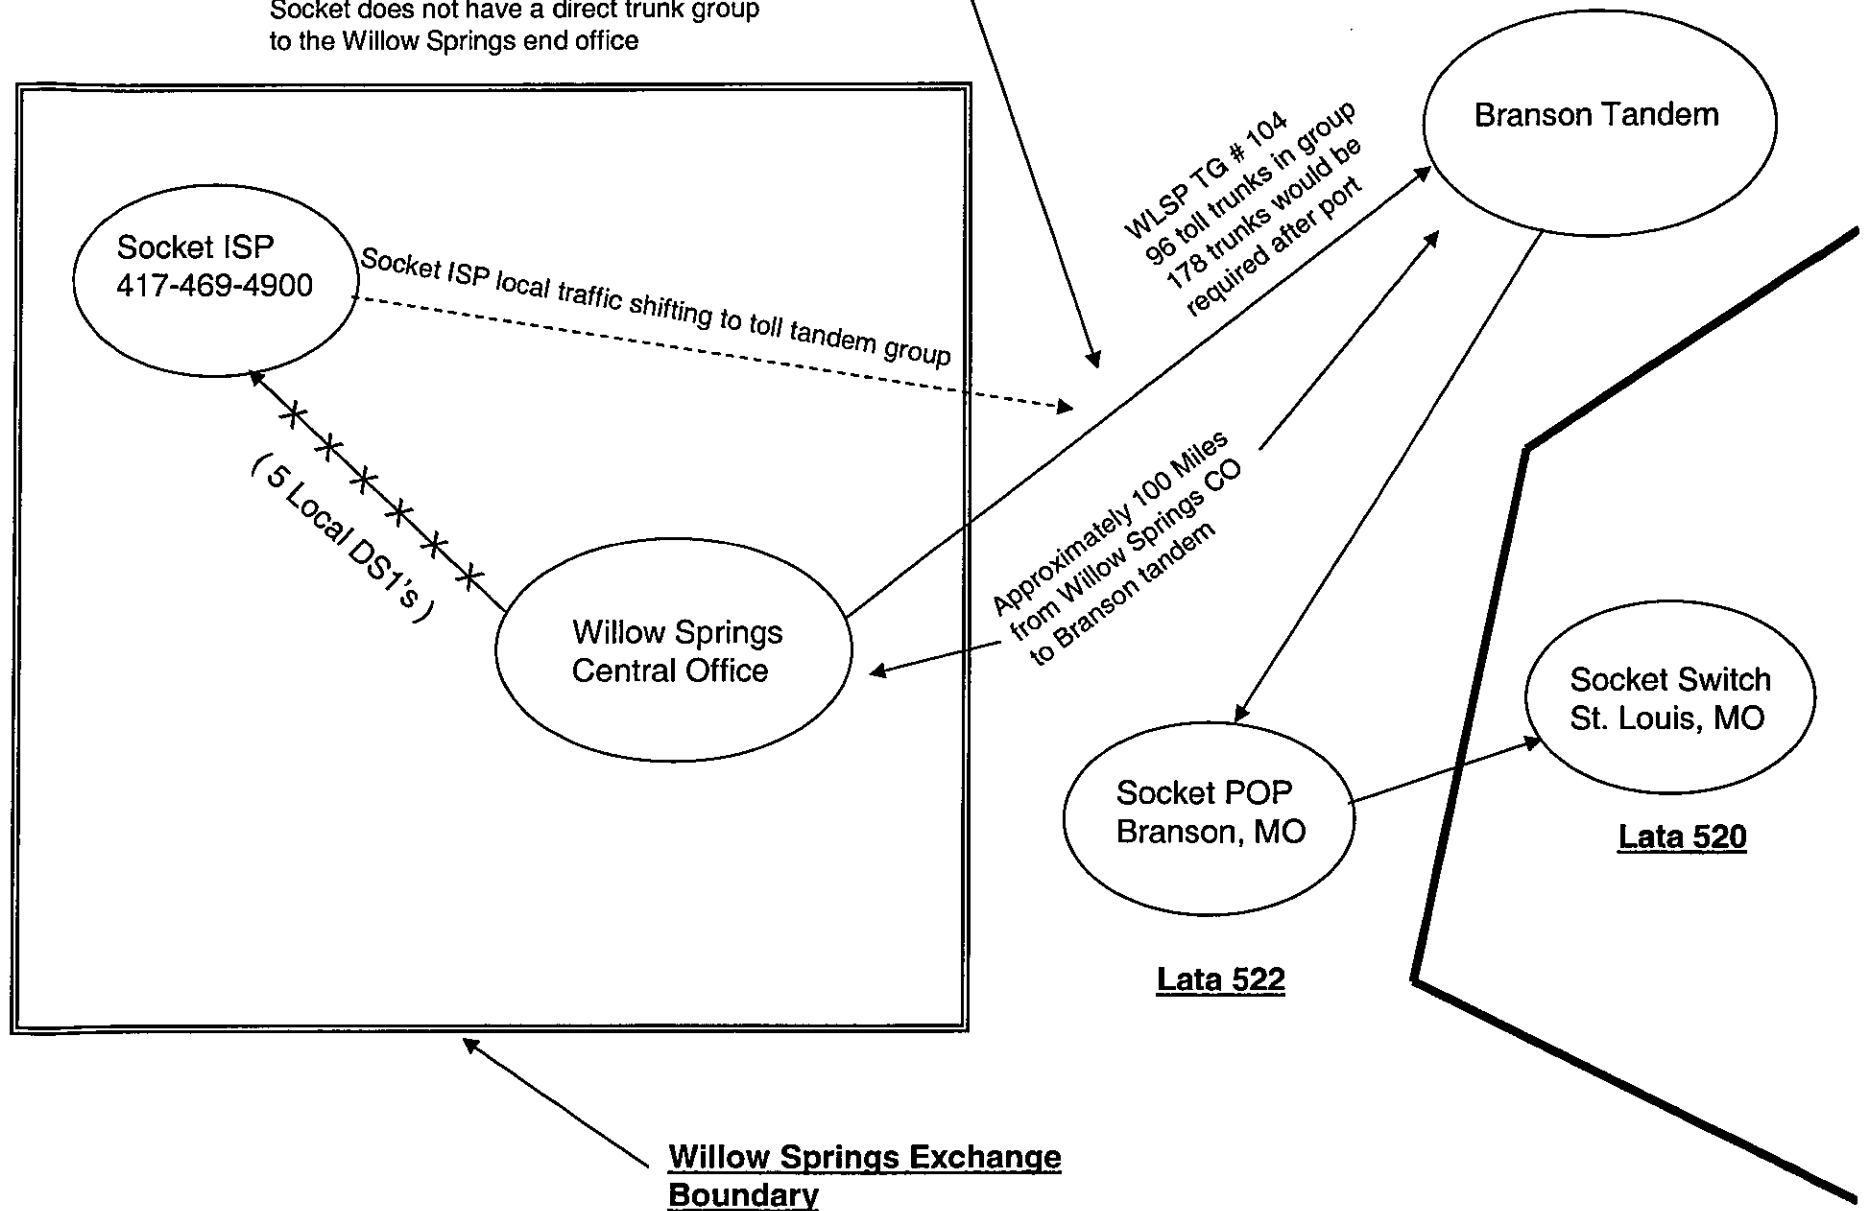 Socket does not have a direct trunk group
to the Willow Springs end office
Branson Tandem
WLSP TG # 104
96 toll trunks in group
178 trunks would be
required after port
Socket ISP
417-469-4900
Socket ISP local traffic shifting to toll tandem group
( 5 Local DS1's )
Approximately 100 Miles
from Willow Springs CO
to Branson tandem
Willow Springs
Central Office
Socket Switch
St. Louis, MO
Lata 520
Socket POP
Branson, MO
Lata 522
Willow Springs Exchange
Boundary